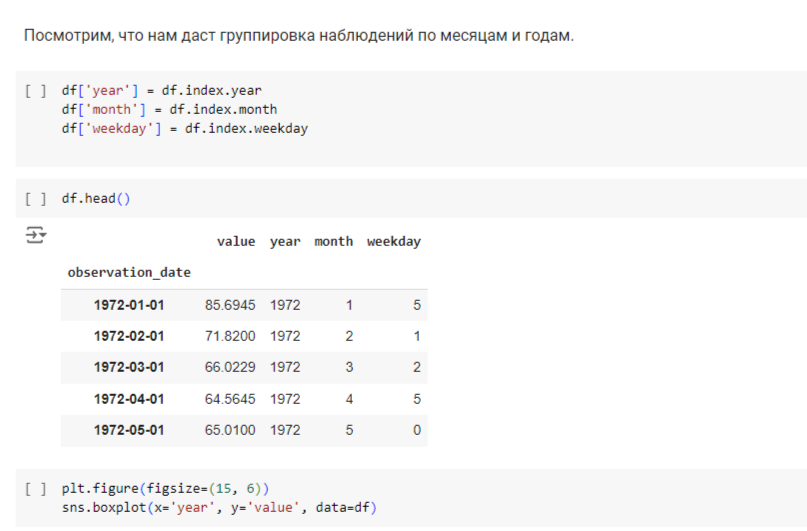 Посмотрим, что нам даст группировка наблюдений по месяцам и годам.
[ ] df['year'] = df.index.year
df['month'] = df.index.month
df['weekday'] = df.index.weekday
[ ] df.head()
value year month weekday
observation_date
1972-01-01 85.6945 1972 1 5
1972-02-01 71.8200 1972 2 1
1972-03-01 66.0229 1972 3 2
1972-04-01 64.5645 1972 4 5
1972-05-01 65.0100 1972 5 0
[ ] plt.figure(figsize=(15, 6))
sns.boxplot(x='year', y='value', data=df)